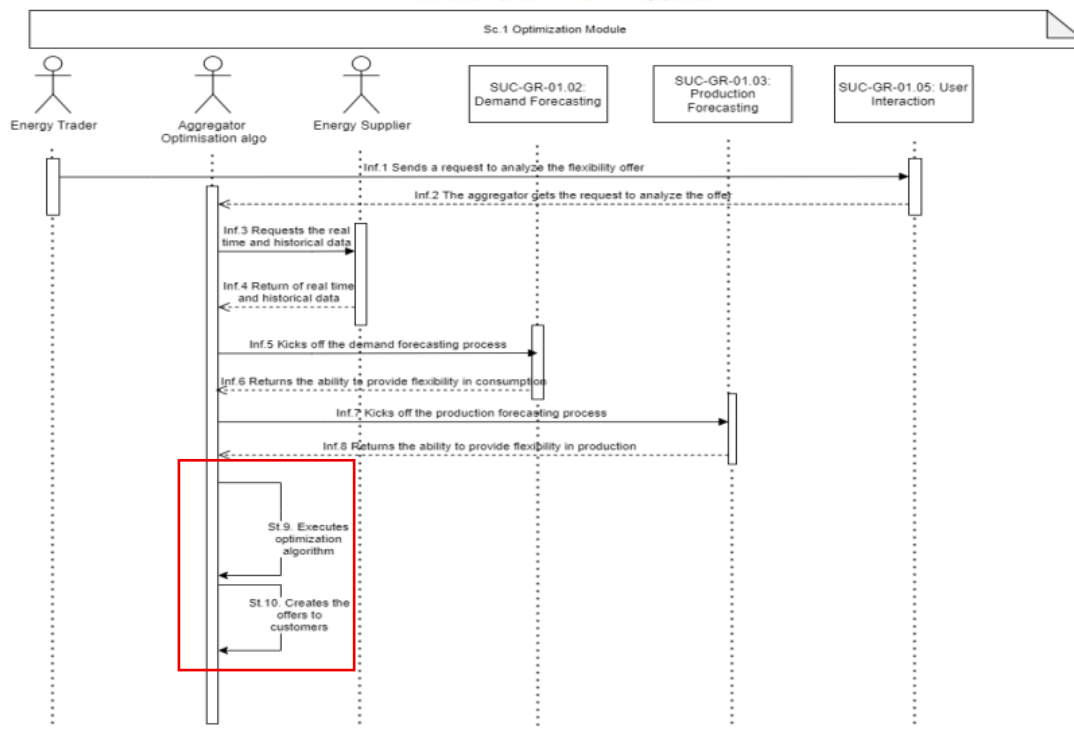 Sc.1 Optimization Module
SUC-GR-01.02:
Demand Forecasting
SUC-GR-01.03:
Production
Forecasting
SUC-GR-01.05: User
Interaction
Energy Trader
Aggregator
Optimisation algo
Energy Supplier
Inf.1 Sends a request to analyze the flexibility offer
Inf.2 The aggregator gets the request to analyze the offer
Inf.3 Requests the real
time and historical data
Inf.4 Return of real time
and historical data
Inf.5 Kicks off the demand forecasting process
Inf.6 Returns the ability to provide flexibility in consumption
Inf.7 Kicks off the production forecasting process
Inf.8 Returns the ability to provide flexibility in production
St.9. Executes
optimization
algorithm
St.10. Creates the
offers to
customers